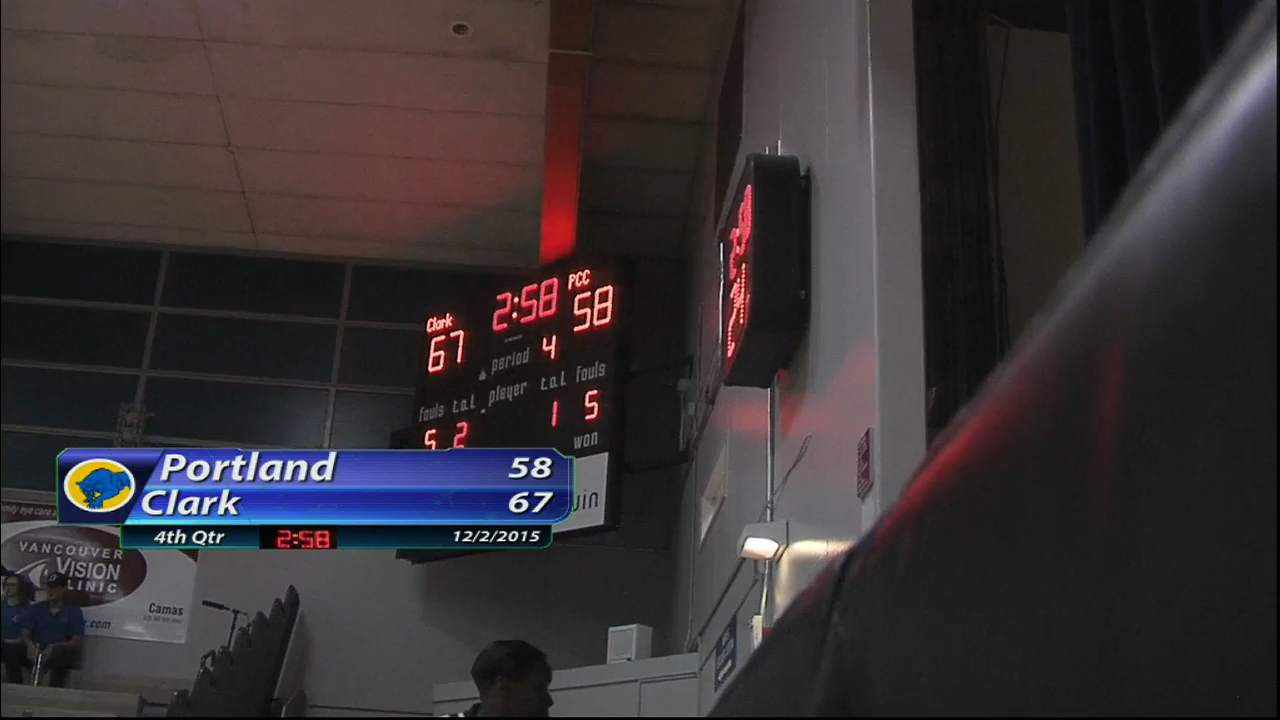 PCC
Clark 2:58 58
67 period 4
fouls t.o.l. player t.o.l. fouls
5 2 1 5
won
Portland 58
Clark 67
4th Qtr 2:58 12/2/2015
VANCOUVER
VISION
CLINIC
Camas
.com